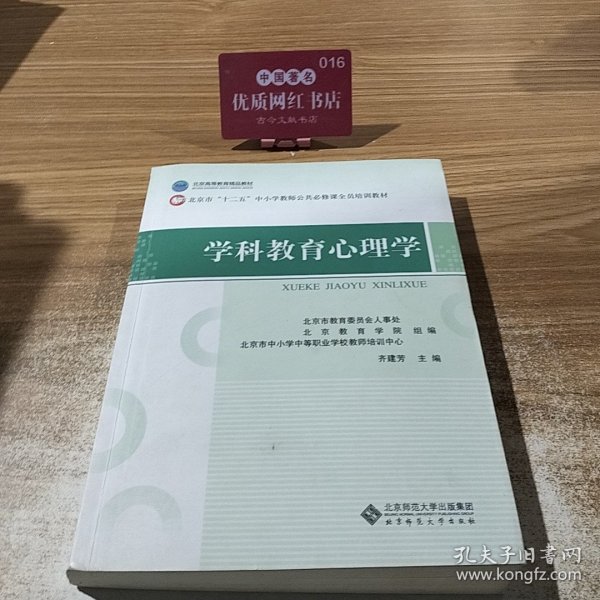 016
中国著名
优质网红书店
古今文献书店
北京高等教育精品教材
北京市“十二五”中小学教师公共必修课全员培训教材
学科教育心理学
XUEKE JIAOYU XINLIXUE
北京市教育委员会人事处
北京教育学院 组编
北京市中小学中等职业学校教师培训中心
齐建芳 主编
北京师范大学出版集团
BEIJING NORMAL UNIVERSITY PUBLISHING GROUP
北京师范大学出版社
孔夫子旧书网
www.kongfz.com